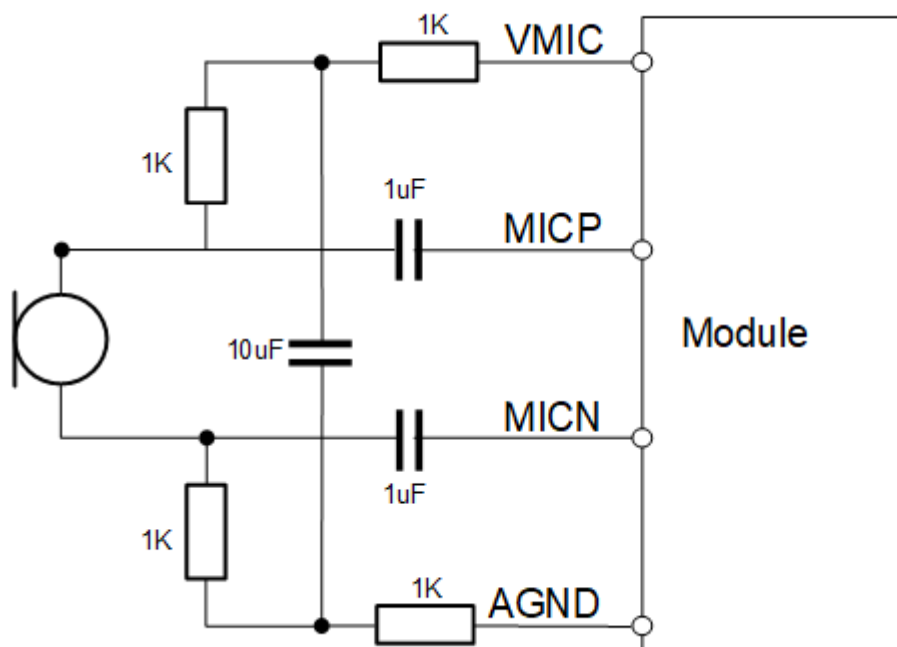 1K
VMIC
1K
1uF
MICP
Module
10uF
MICN
1uF
1K
1K
AGND